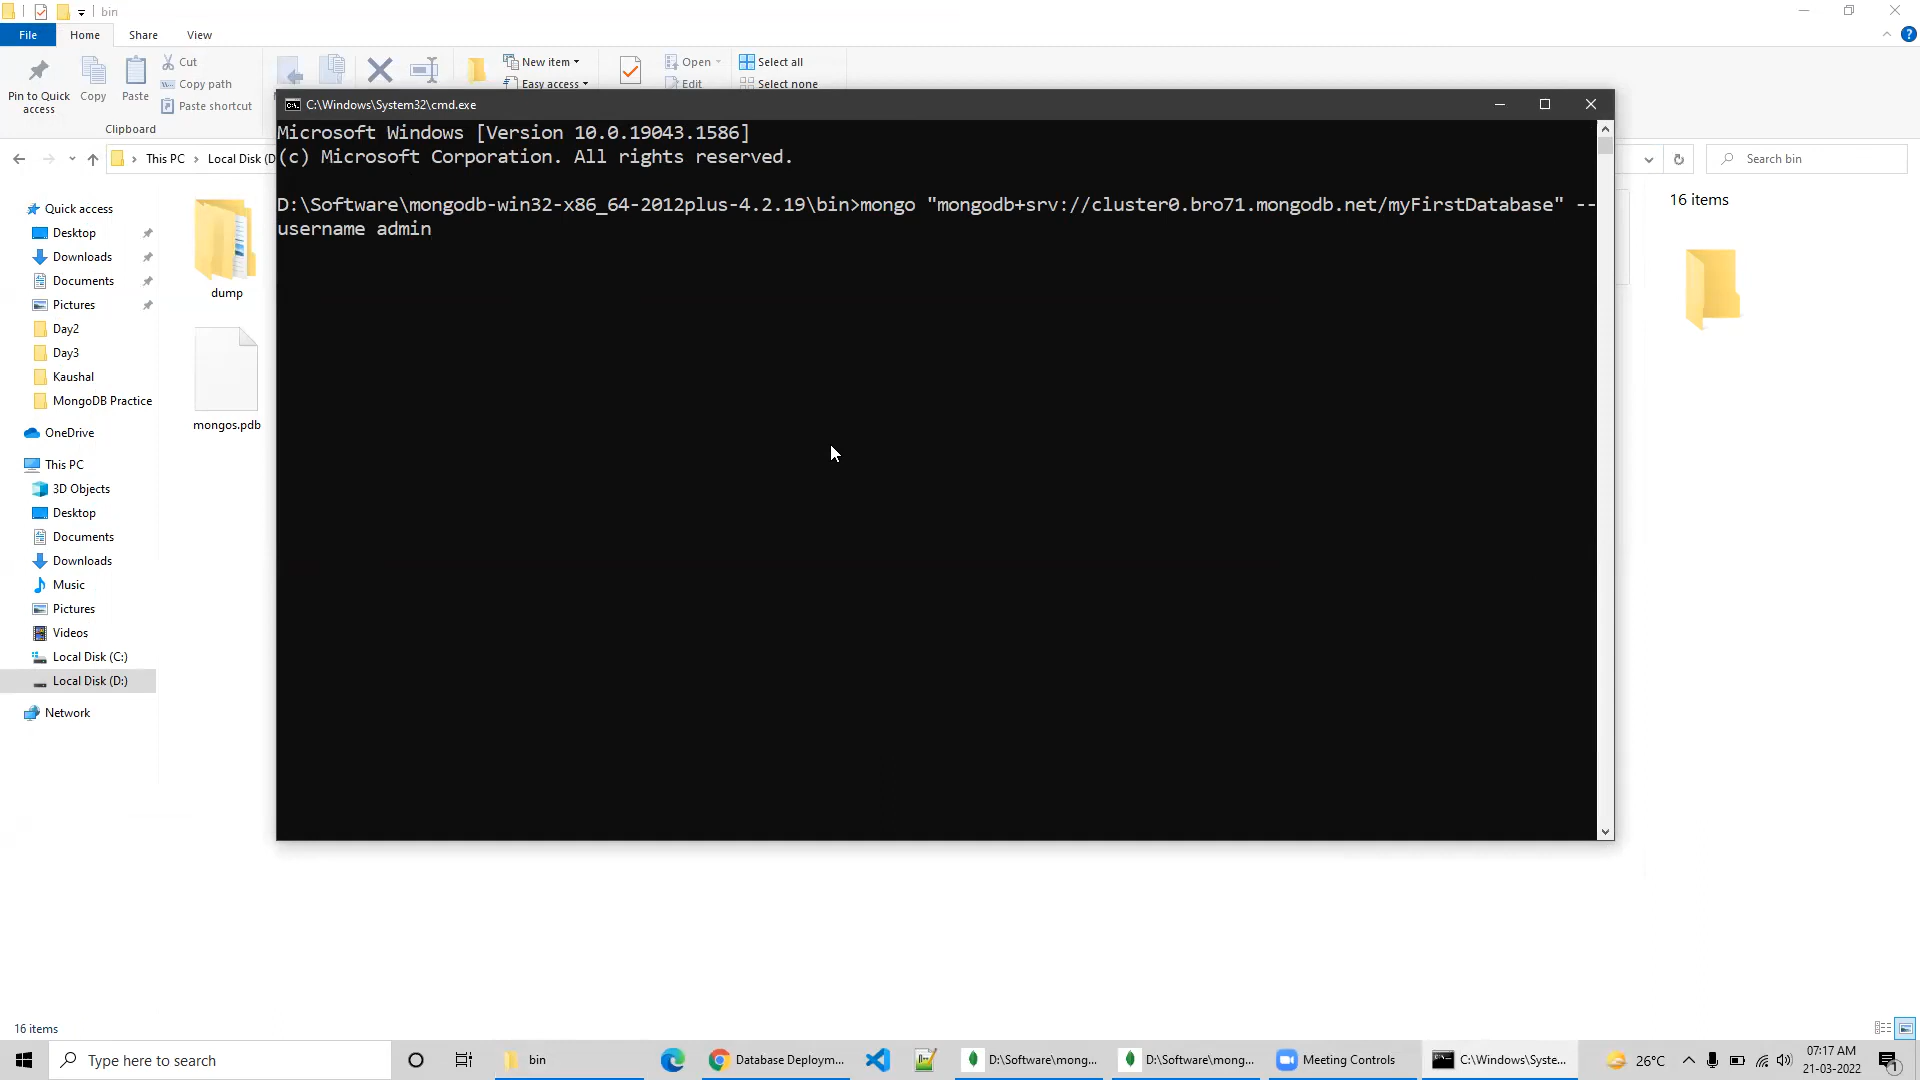 bin
File
Home
Share
View
Pin to Quick access
Copy
Paste
Cut
Copy path
Paste shortcut
Clipboard
New item
Easy access
Open
Edit
Select all
Select none
This PC
Local Disk (D
Search bin
C:\Windows\System32\cmd.exe
Microsoft Windows [Version 10.0.19043.1586]
(c) Microsoft Corporation. All rights reserved.
D:\Software\mongodb-win32-x86_64-2012plus-4.2.19\bin>mongo "mongodb+srv://cluster0.bro71.mongodb.net/myFirstDatabase" --
username admin
Quick access
Desktop
Downloads
Documents
Pictures
Day2
Day3
Kaushal
MongoDB Practice
OneDrive
This PC
3D Objects
Desktop
Documents
Downloads
Music
Pictures
Videos
Local Disk (C:)
Local Disk (D:)
Network
dump
mongos.pdb
16 items
16 items
Type here to search
bin
Database Deploym...
D:\Software\mong...
D:\Software\mong...
Meeting Controls
C:\Windows\Syste...
26°C
07:17 AM
21-03-2022
1